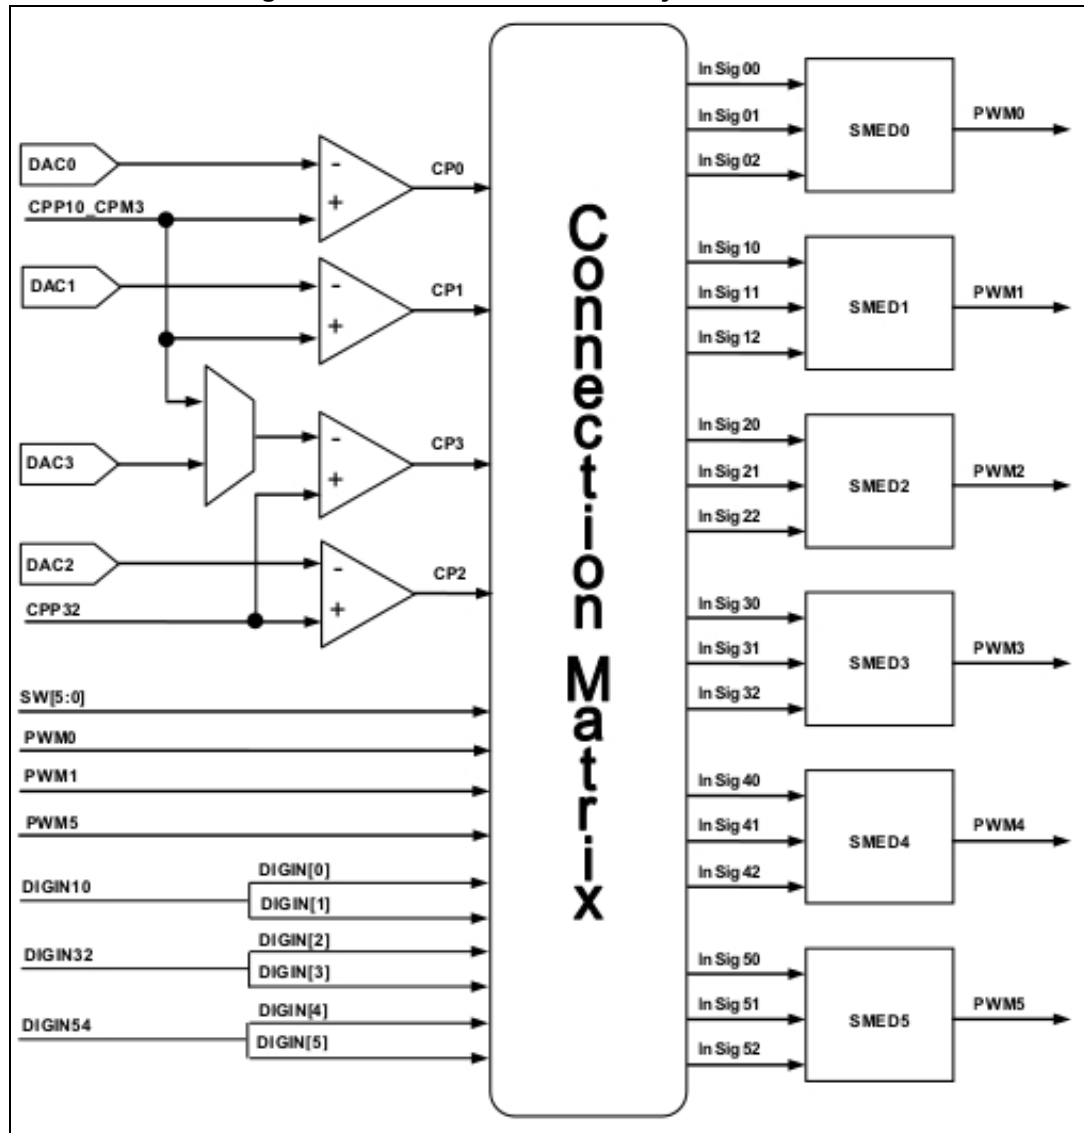 DAC0
-
+
CP0
CPP10_CPM3
DAC1
-
+
CP1
DAC3
-
+
CP3
DAC2
-
+
CP2
CPP32
SW[5:0]
PWM0
PWM1
PWM5
DIGIN10
DIGIN[0]
DIGIN[1]
DIGIN32
DIGIN[2]
DIGIN[3]
DIGIN54
DIGIN[4]
DIGIN[5]
Connection Matrix
In Sig 00
In Sig 01
In Sig 02
SMED0
PWM0
In Sig 10
In Sig 11
In Sig 12
SMED1
PWM1
In Sig 20
In Sig 21
In Sig 22
SMED2
PWM2
In Sig 30
In Sig 31
In Sig 32
SMED3
PWM3
In Sig 40
In Sig 41
In Sig 42
SMED4
PWM4
In Sig 50
In Sig 51
In Sig 52
SMED5
PWM5